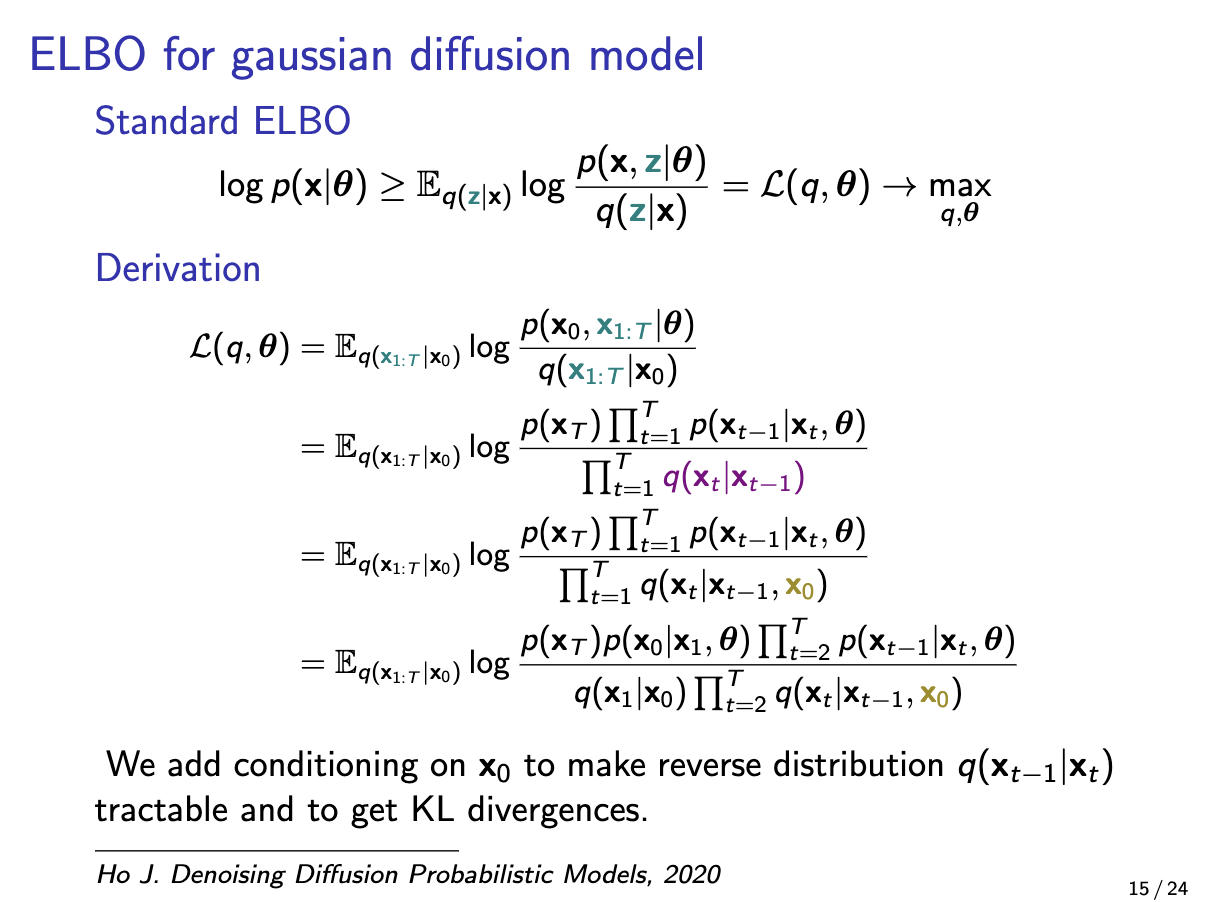 ELBO for gaussian diffusion model
Standard ELBO
$\log p(\mathbf{x}|\boldsymbol{\theta}) \geq \mathbb{E}_{q(\mathbf{z}|\mathbf{x})} \log \frac{p(\mathbf{x}, \mathbf{z}|\boldsymbol{\theta})}{q(\mathbf{z}|\mathbf{x})} = \mathcal{L}(q, \boldsymbol{\theta}) \to \max_{q, \boldsymbol{\theta}}$
Derivation
$\mathcal{L}(q, \boldsymbol{\theta}) = \mathbb{E}_{q(\mathbf{x}_{1:T}|\mathbf{x}_0)} \log \frac{p(\mathbf{x}_0, \mathbf{x}_{1:T}|\boldsymbol{\theta})}{q(\mathbf{x}_{1:T}|\mathbf{x}_0)}$
$= \mathbb{E}_{q(\mathbf{x}_{1:T}|\mathbf{x}_0)} \log \frac{p(\mathbf{x}_T) \prod_{t=1}^T p(\mathbf{x}_{t-1}|\mathbf{x}_t, \boldsymbol{\theta})}{\prod_{t=1}^T q(\mathbf{x}_t|\mathbf{x}_{t-1})}$
$= \mathbb{E}_{q(\mathbf{x}_{1:T}|\mathbf{x}_0)} \log \frac{p(\mathbf{x}_T) \prod_{t=1}^T p(\mathbf{x}_{t-1}|\mathbf{x}_t, \boldsymbol{\theta})}{\prod_{t=1}^T q(\mathbf{x}_t|\mathbf{x}_{t-1}, \mathbf{x}_0)}$
$= \mathbb{E}_{q(\mathbf{x}_{1:T}|\mathbf{x}_0)} \log \frac{p(\mathbf{x}_T) p(\mathbf{x}_0|\mathbf{x}_1, \boldsymbol{\theta}) \prod_{t=2}^T p(\mathbf{x}_{t-1}|\mathbf{x}_t, \boldsymbol{\theta})}{q(\mathbf{x}_1|\mathbf{x}_0) \prod_{t=2}^T q(\mathbf{x}_t|\mathbf{x}_{t-1}, \mathbf{x}_0)}$
We add conditioning on $\mathbf{x}_0$ to make reverse distribution $q(\mathbf{x}_{t-1}|\mathbf{x}_t)$
tractable and to get KL divergences.
Ho J. Denoising Diffusion Probabilistic Models, 2020
15 / 24